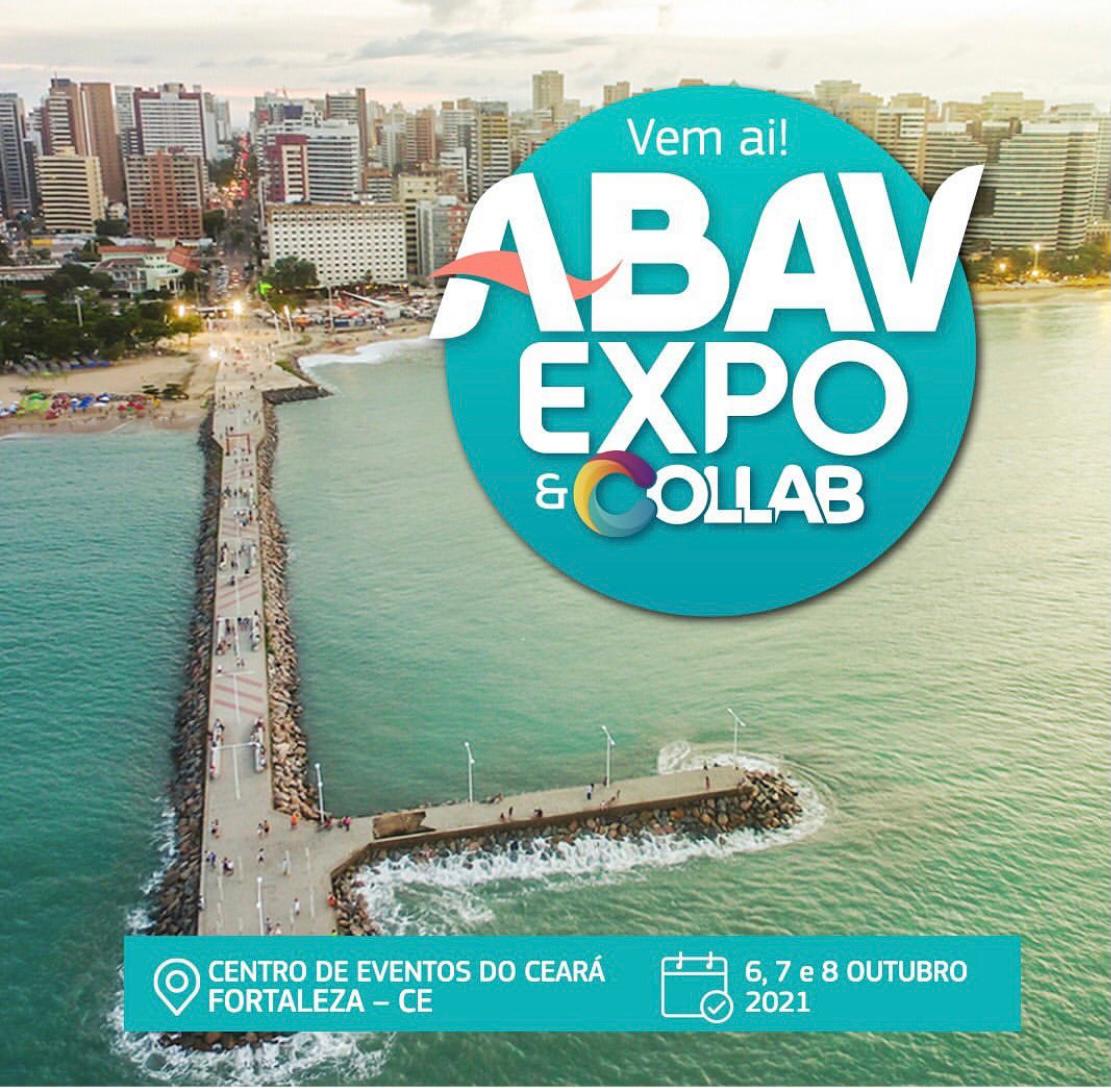 Vem ai!
ABAV
EXPO
& COLLAB
CENTRO DE EVENTOS DO CEARÁ
FORTALEZA – CE
6, 7 e 8 OUTUBRO
2021